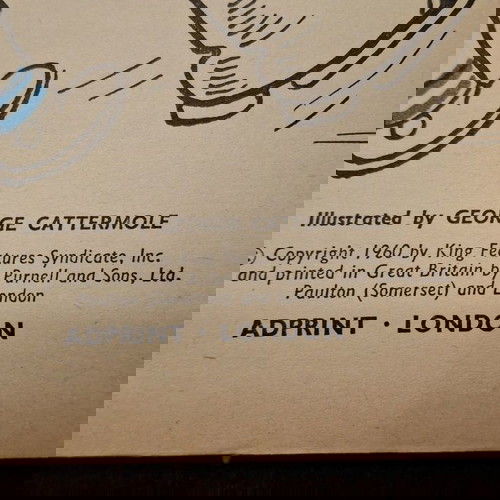 Illustrated by GEORGE CATTERMOLE
) Copyright 1960 by King Features Syndicate, Inc.
and printed in Great Britain by Purnell and Sons, Ltd.
Paulton (Somerset) and London
ADPRINT · LONDON